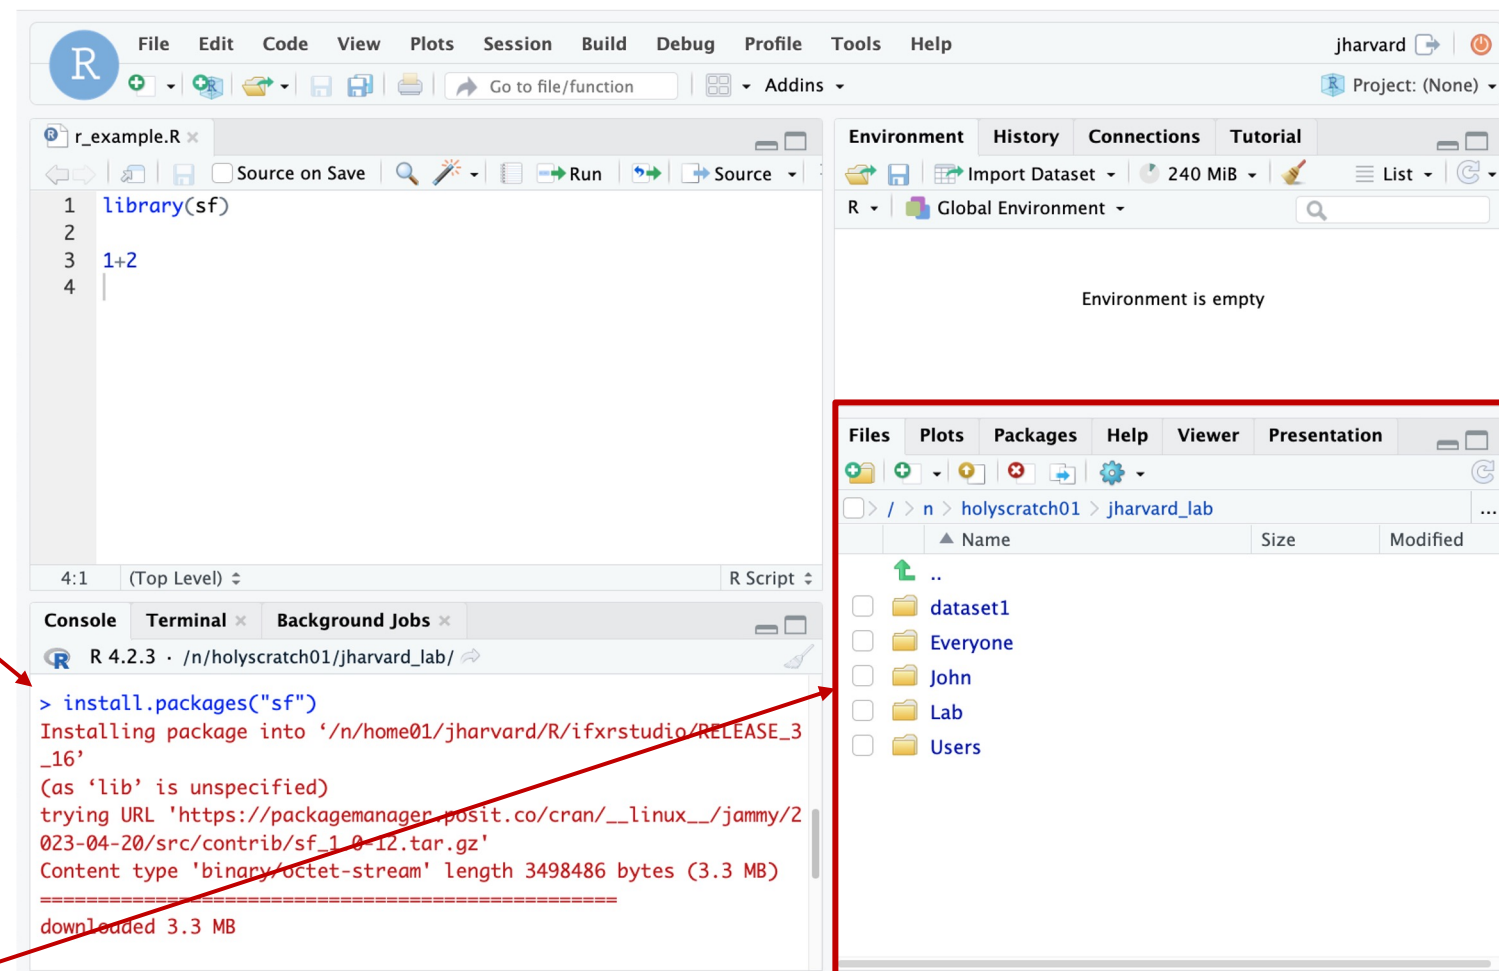 R
File Edit Code View Plots Session Build Debug Profile Tools Help
jharvard
Go to file/function
Addins
Project: (None)
r_example.R
Source on Save
Run
Source
1 library(sf)
2
3 1+2
4
4:1 (Top Level)
R Script
Environment History Connections Tutorial
Import Dataset
240 MiB
List
R
Global Environment
Environment is empty
Console Terminal Background Jobs
R 4.2.3 · /n/holyscratch01/jharvard_lab/
> install.packages("sf")
Installing package into ‘/n/home01/jharvard/R/ifxrstudio/RELEASE_3
_16’
(as ‘lib’ is unspecified)
trying URL 'https://packagemanager.posit.co/cran/__linux__/jammy/2
023-04-20/src/contrib/sf_1.0-12.tar.gz'
Content type 'binary/octet-stream' length 3498486 bytes (3.3 MB)
==================================================
downloaded 3.3 MB
Files Plots Packages Help Viewer Presentation
/ > n > holyscratch01 > jharvard_lab
...
Name Size Modified
..
dataset1
Everyone
John
Lab
Users